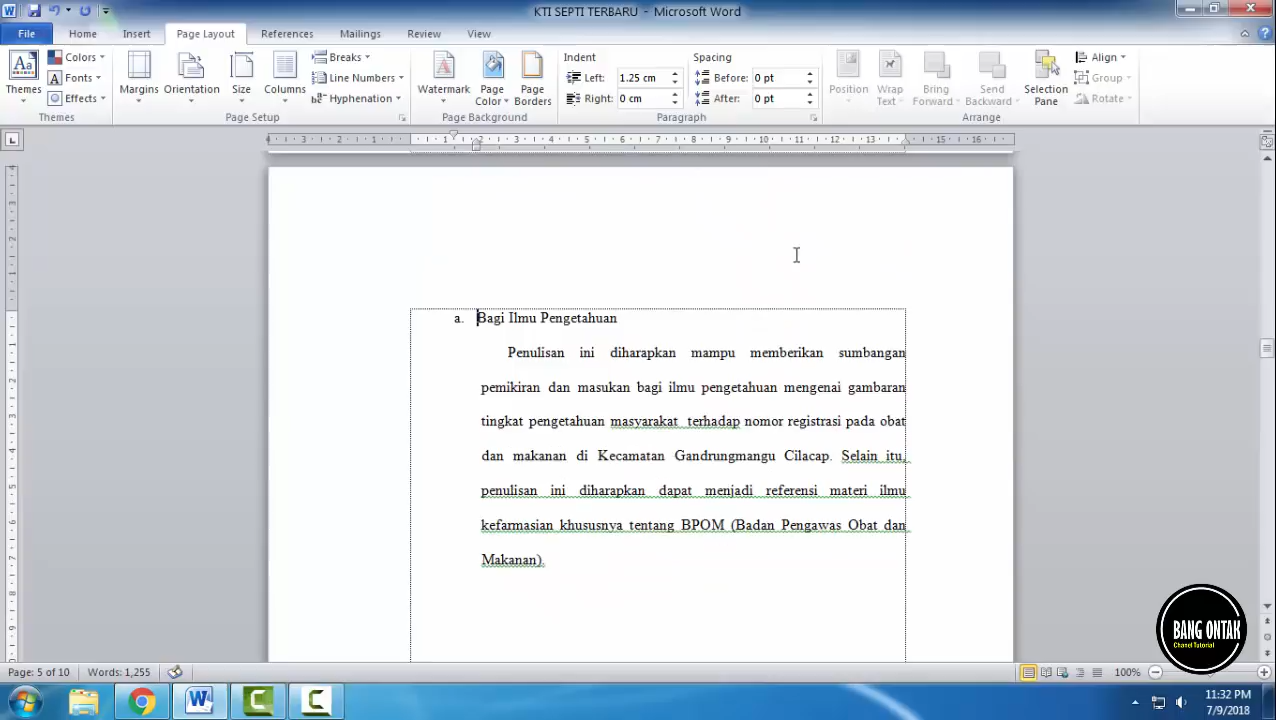 KTI SEPTI TERBARU - Microsoft Word
File Home Insert Page Layout References Mailings Review View
Themes
Colors
Fonts
Effects
Themes
Margins Orientation Size Columns
Breaks
Line Numbers
Hyphenation
Page Setup
Watermark Page Color Page Borders
Page Background
Indent
Left: 1.25 cm
Right: 0 cm
Spacing
Before: 0 pt
After: 0 pt
Paragraph
Position Wrap Text Bring Forward Send Backward Selection Pane
Align
Group
Rotate
Arrange
a. Bagi Ilmu Pengetahuan
Penulisan ini diharapkan mampu memberikan sumbangan
pemikiran dan masukan bagi ilmu pengetahuan mengenai gambaran
tingkat pengetahuan masyarakat terhadap nomor registrasi pada obat
dan makanan di Kecamatan Gandrungmangu Cilacap. Selain itu,
penulisan ini diharapkan dapat menjadi referensi materi ilmu
kefarmasian khususnya tentang BPOM (Badan Pengawas Obat dan
Makanan).
BANG ONTAK
Chanel Tutorial
Page: 5 of 10 Words: 1,255 100%
11:32 PM
7/9/2018